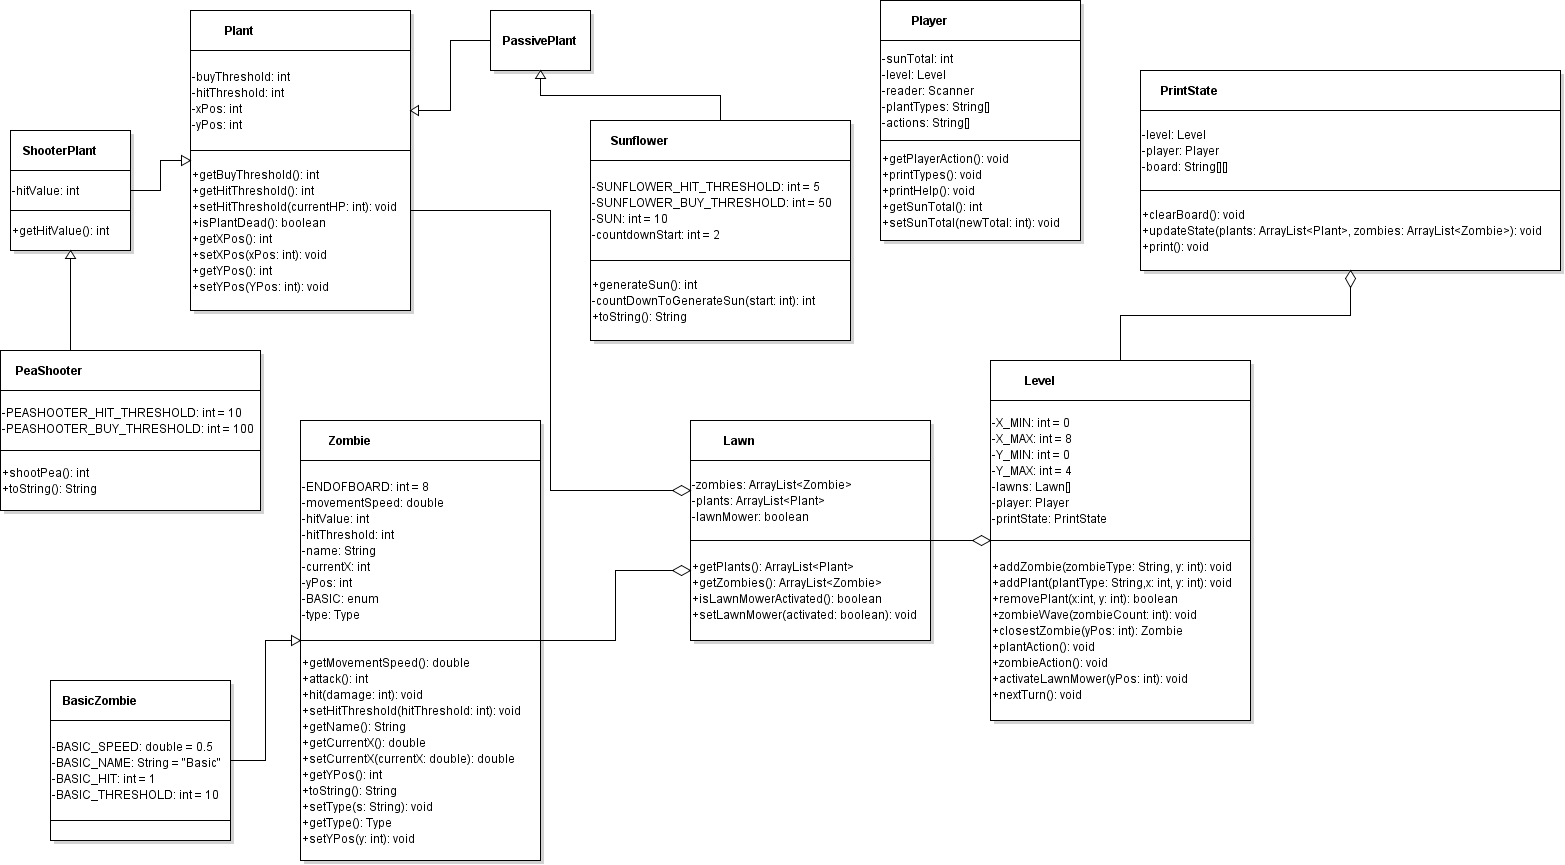 Plant
-buyThreshold: int
-hitThreshold: int
-xPos: int
-yPos: int
+getBuyThreshold(): int
+getHitThreshold(): int
+setHitThreshold(currentHP: int): void
+isPlantDead(): boolean
+getXPos(): int
+setXPos(xPos: int): void
+getYPos(): int
+setYPos(YPos: int): void
PassivePlant
Player
-sunTotal: int
-level: Level
-reader: Scanner
-plantTypes: String[]
-actions: String[]
+getPlayerAction(): void
+printTypes(): void
+printHelp(): void
+getSunTotal(): int
+setSunTotal(newTotal: int): void
PrintState
-level: Level
-player: Player
-board: String[][]
+clearBoard(): void
+updateState(plants: ArrayList<Plant>, zombies: ArrayList<Zombie>): void
+print(): void
ShooterPlant
-hitValue: int
+getHitValue(): int
Sunflower
-SUNFLOWER_HIT_THRESHOLD: int = 5
-SUNFLOWER_BUY_THRESHOLD: int = 50
-SUN: int = 10
-countdownStart: int = 2
+generateSun(): int
-countDownToGenerateSun(start: int): int
+toString(): String
PeaShooter
-PEASHOOTER_HIT_THRESHOLD: int = 10
-PEASHOOTER_BUY_THRESHOLD: int = 100
+shootPea(): int
+toString(): String
Zombie
-ENDOFBOARD: int = 8
-movementSpeed: double
-hitValue: int
-hitThreshold: int
-name: String
-currentX: int
-yPos: int
-BASIC: enum
-type: Type
+getMovementSpeed(): double
+attack(): int
+hit(damage: int): void
+setHitThreshold(hitThreshold: int): void
+getName(): String
+getCurrentX(): double
+setCurrentX(currentX: double): double
+getYPos(): int
+toString(): String
+setType(s: String): void
+getType(): Type
+setYPos(y: int): void
Lawn
-zombies: ArrayList<Zombie>
-plants: ArrayList<Plant>
-lawnMower: boolean
+getPlants(): ArrayList<Plant>
+getZombies(): ArrayList<Zombie>
+isLawnMowerActivated(): boolean
+setLawnMower(activated: boolean): void
Level
-X_MIN: int = 0
-X_MAX: int = 8
-Y_MIN: int = 0
-Y_MAX: int = 4
-lawns: Lawn[]
-player: Player
-printState: PrintState
+addZombie(zombieType: String, y: int): void
+addPlant(plantType: String,x: int, y: int): void
+removePlant(x:int, y: int): boolean
+zombieWave(zombieCount: int): void
+closestZombie(yPos: int): Zombie
+plantAction(): void
+zombieAction(): void
+activateLawnMower(yPos: int): void
+nextTurn(): void
BasicZombie
-BASIC_SPEED: double = 0.5
-BASIC_NAME: String = "Basic"
-BASIC_HIT: int = 1
-BASIC_THRESHOLD: int = 10